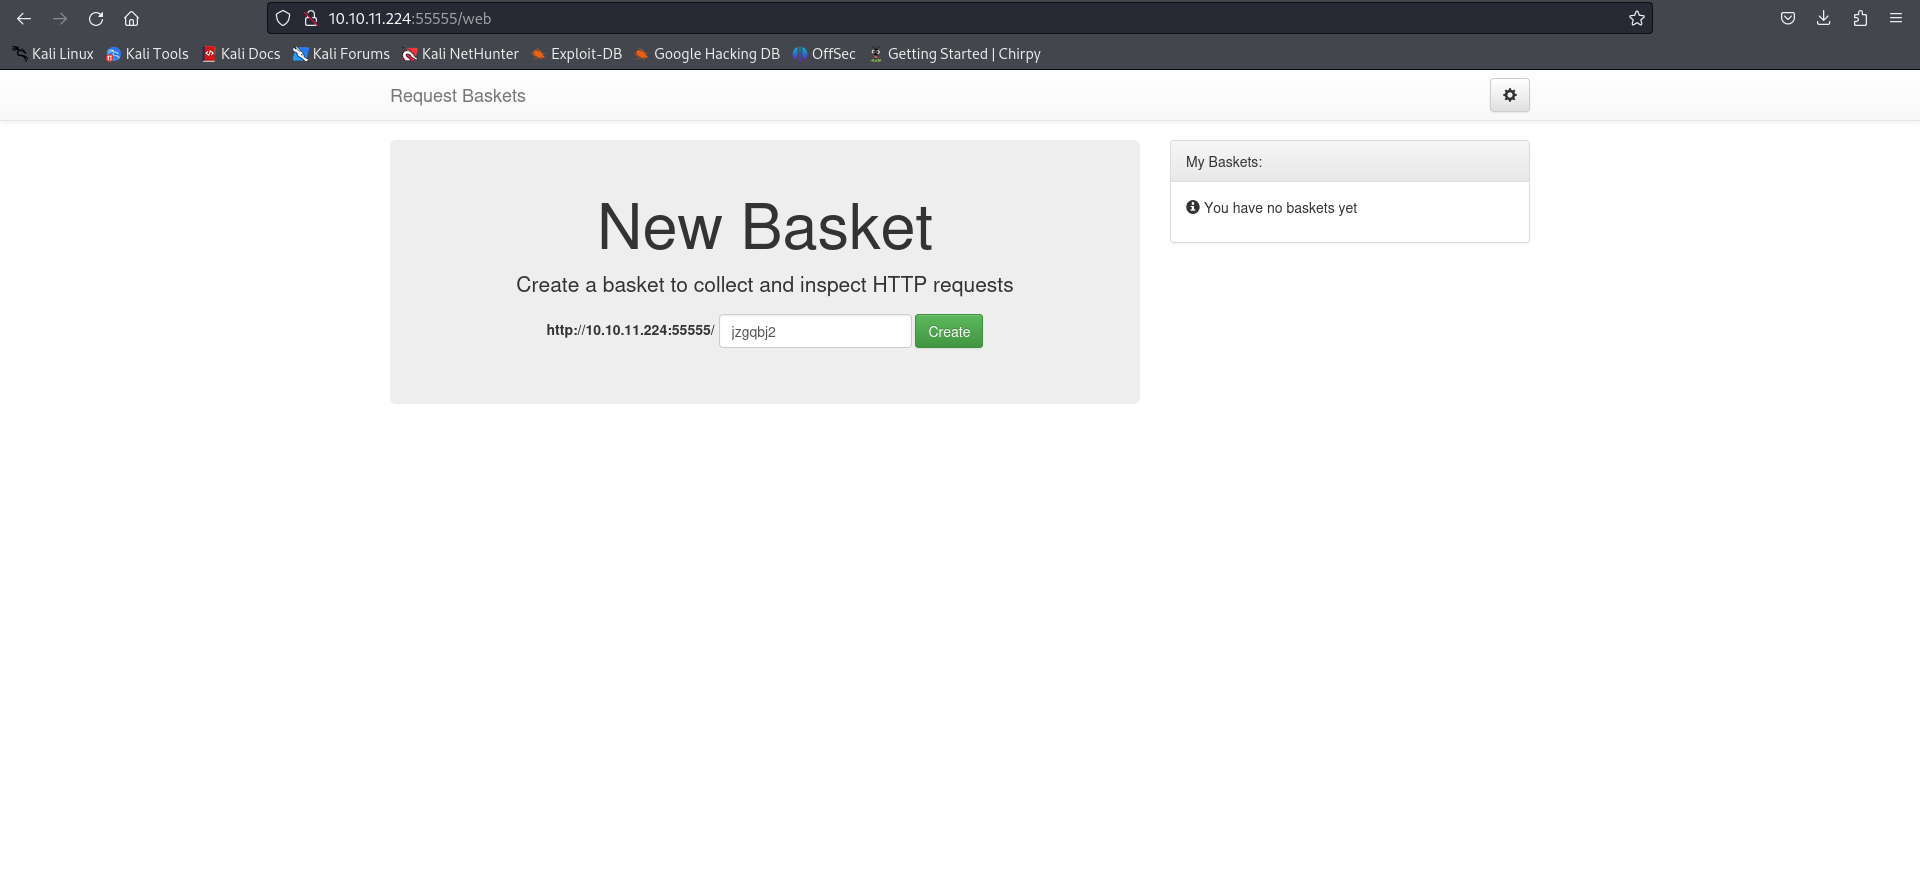 10.10.11.224:55555/web
Kali Linux Kali Tools Kali Docs Kali Forums Kali NetHunter Exploit-DB Google Hacking DB OffSec Getting Started | Chirpy
Request Baskets
New Basket
Create a basket to collect and inspect HTTP requests
http://10.10.11.224:55555/ jzgqbj2 Create
My Baskets:
You have no baskets yet